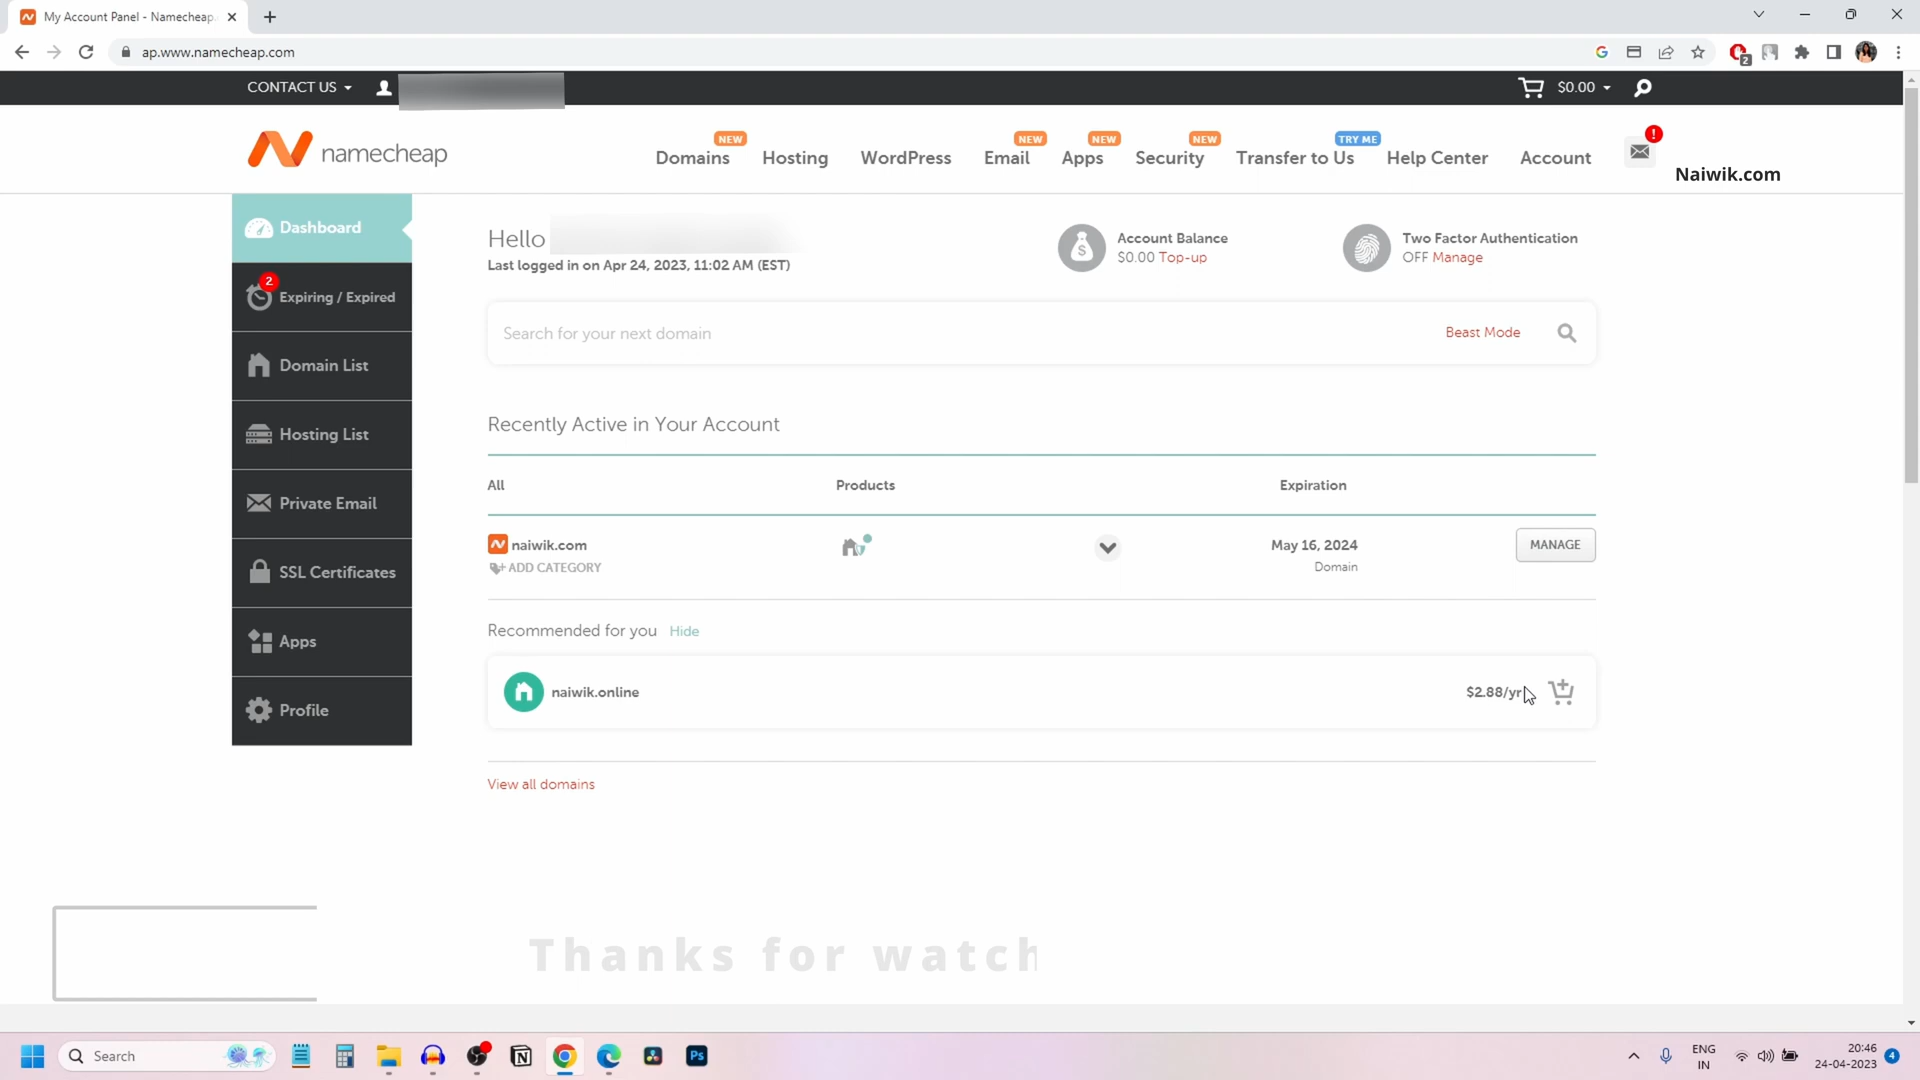 My Account Panel - Namecheap.
ap.www.namecheap.com
2
CONTACT US
$0.00
namecheap
Domains NEW
Hosting
WordPress
Email NEW
Apps NEW
Security NEW
Transfer to Us TRY ME
Help Center
Account
!
Naiwik.com
Dashboard
2
Expiring / Expired
Domain List
Hosting List
Private Email
SSL Certificates
Apps
Profile
Hello
Last logged in on Apr 24, 2023, 11:02 AM (EST)
Account Balance
$0.00 Top-up
Two Factor Authentication
OFF Manage
Search for your next domain
Beast Mode
Recently Active in Your Account
All Products Expiration
naiwik.com
ADD CATEGORY
May 16, 2024
Domain
MANAGE
Recommended for you Hide
naiwik.online
$2.88/yr
View all domains
Thanks for watch
Search
Ps
ENG
IN
20:46
24-04-2023
4